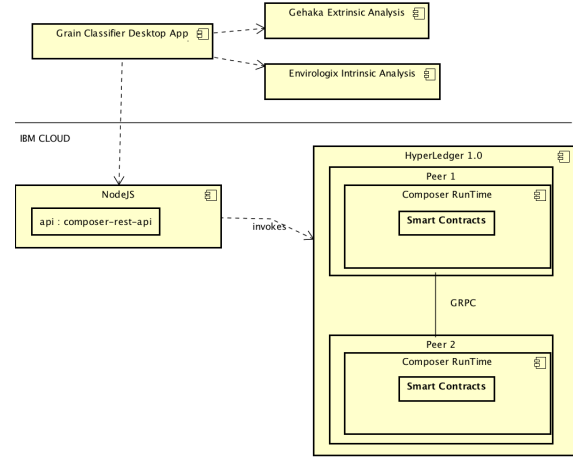 Gehaka Extrinsic Analysis
Grain Classifier Desktop App
Envirologix Intrinsic Analysis
IBM CLOUD
HyperLedger 1.0
Peer 1
NodeJS
Composer RunTime
api : composer-rest-api
Smart Contracts
invokes
GRPC
Peer 2
Composer RunTime
Smart Contracts